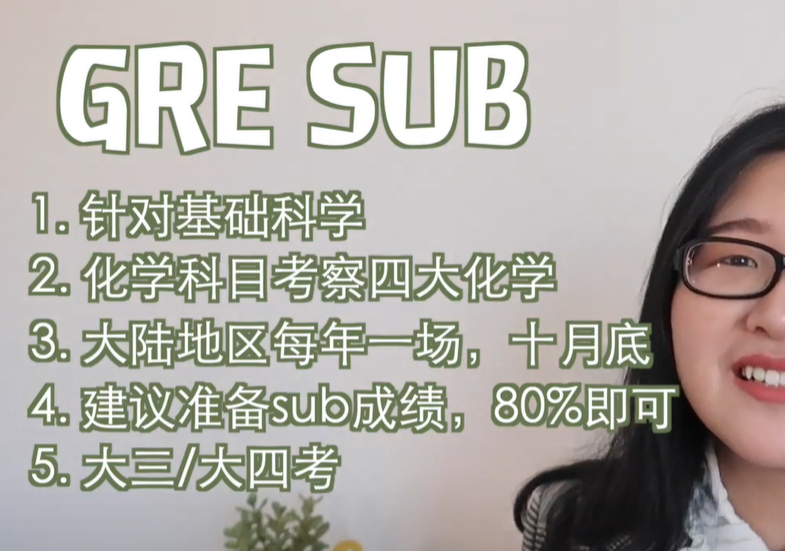 GRE SUB
1. 针对基础科学
2. 化学科目考察四大化学
3. 大陆地区每年一场，十月底
4. 建议准备sub成绩，80%即可
5. 大三/大四考